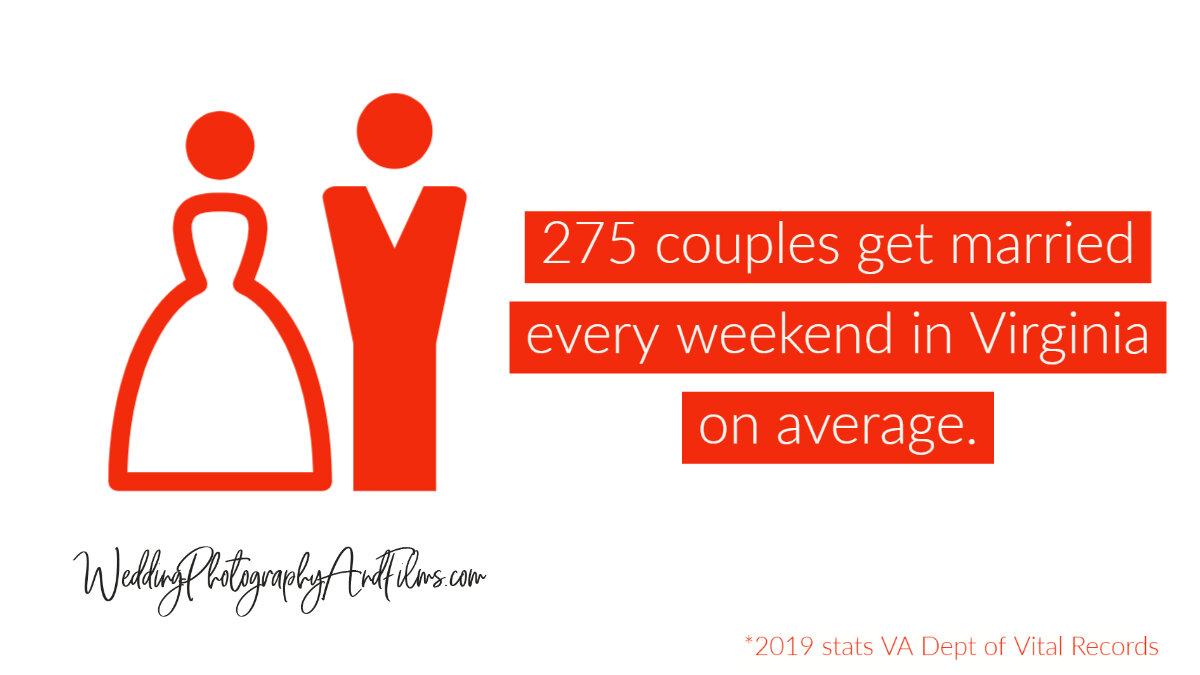 275 couples get married
every weekend in Virginia
on average.
WeddingPhotographyAndFilms.com
*2019 stats VA Dept of Vital Records